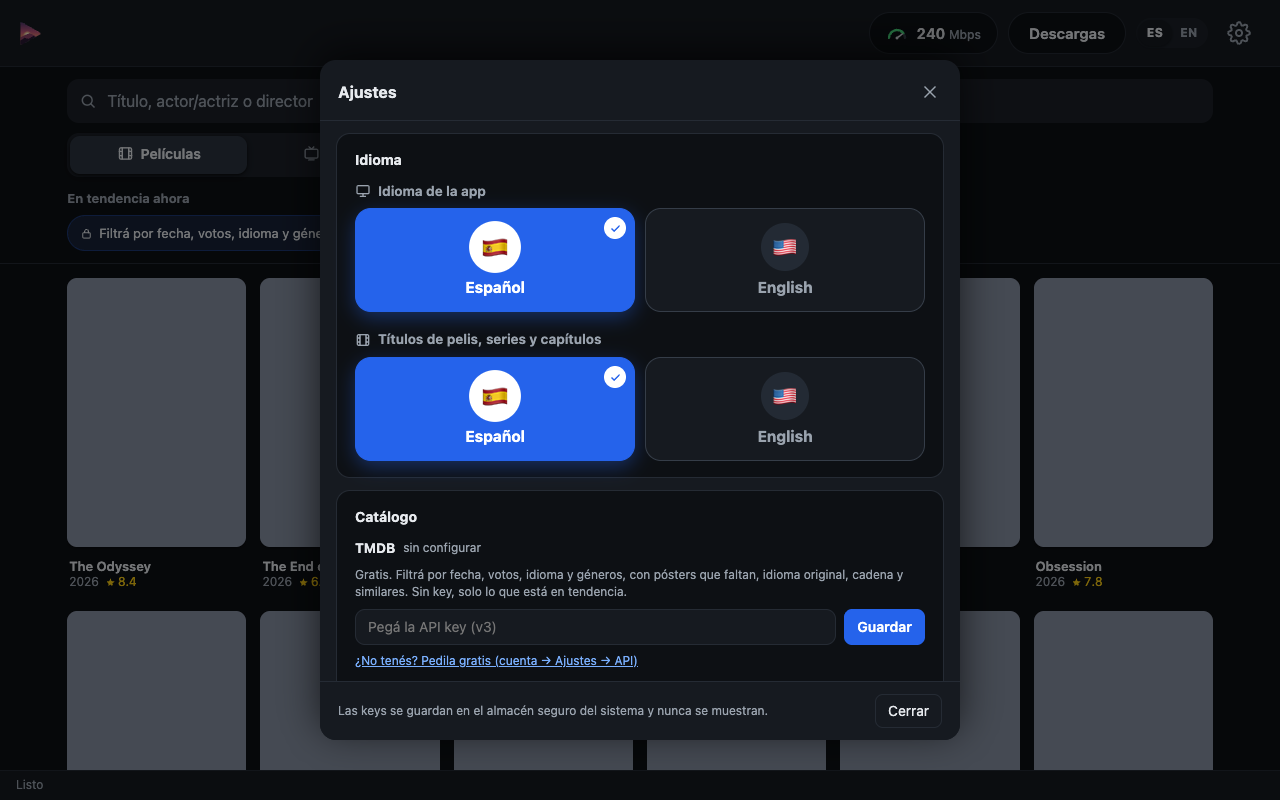 240 Mbps
Descargas
ES EN
Título, actor/actriz o director
Películas
En tendencia ahora
Filtrá por fecha, votos, idioma y géne
Ajustes
Idioma
Idioma de la app
Español
English
Títulos de pelis, series y capítulos
Español
English
Catálogo
TMDB sin configurar
Gratis. Filtrá por fecha, votos, idioma y géneros, con pósters que faltan, idioma original, cadena y
similares. Sin key, solo lo que está en tendencia.
Pegá la API key (v3)
Guardar
¿No tenés? Pedila gratis (cuenta → Ajustes → API)
Las keys se guardan en el almacén seguro del sistema y nunca se muestran.
Cerrar
The Odyssey
2026 ★ 8.4
The End
2026 ★ 6.
Obsession
2026 ★ 7.8
Listo